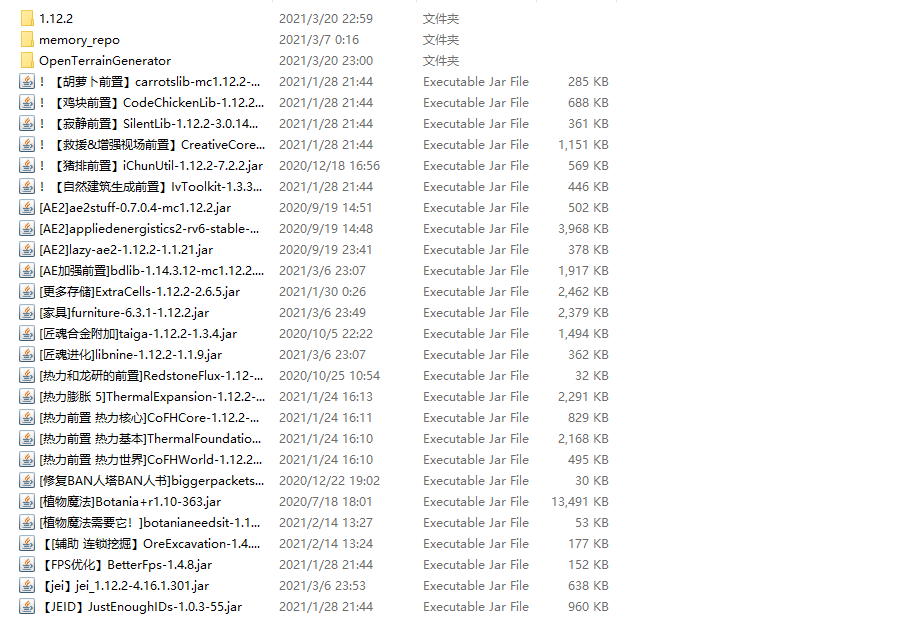 1.12.2 2021/3/20 22:59 文件夹
memory_repo 2021/3/7 0:16 文件夹
OpenTerrainGenerator 2021/3/20 23:00 文件夹
！【胡萝卜前置】carrotslib-mc1.12.2-... 2021/1/28 21:44 Executable Jar File 285 KB
！【鸡块前置】CodeChickenLib-1.12.2... 2021/1/28 21:44 Executable Jar File 688 KB
！【寂静前置】SilentLib-1.12.2-3.0.14... 2021/1/28 21:44 Executable Jar File 361 KB
！【救援&增强视场前置】CreativeCore... 2021/1/28 21:44 Executable Jar File 1,151 KB
！【猪排前置】iChunUtil-1.12.2-7.2.2.jar 2020/12/18 16:56 Executable Jar File 569 KB
！【自然建筑生成前置】IvToolkit-1.3.3... 2021/1/28 21:44 Executable Jar File 446 KB
[AE2]ae2stuff-0.7.0.4-mc1.12.2.jar 2020/9/19 14:51 Executable Jar File 502 KB
[AE2]appliedenergistics2-rv6-stable-... 2020/9/19 14:48 Executable Jar File 3,968 KB
[AE2]lazy-ae2-1.12.2-1.1.21.jar 2020/9/19 23:41 Executable Jar File 378 KB
[AE加强前置]bdlib-1.14.3.12-mc1.12.2.... 2021/3/6 23:07 Executable Jar File 1,917 KB
[更多存储]ExtraCells-1.12.2-2.6.5.jar 2021/1/30 0:26 Executable Jar File 2,462 KB
[家具]furniture-6.3.1-1.12.2.jar 2021/3/6 23:49 Executable Jar File 2,379 KB
[匠魂合金附加]taiga-1.12.2-1.3.4.jar 2020/10/5 22:22 Executable Jar File 1,494 KB
[匠魂进化]libnine-1.12.2-1.1.9.jar 2021/3/6 23:07 Executable Jar File 362 KB
[热力和龙研的前置]RedstoneFlux-1.12-... 2020/10/25 10:54 Executable Jar File 32 KB
[热力膨胀 5]ThermalExpansion-1.12.2-... 2021/1/24 16:13 Executable Jar File 2,291 KB
[热力前置 热力核心]CoFHCore-1.12.2-... 2021/1/24 16:11 Executable Jar File 829 KB
[热力前置 热力基本]ThermalFoundatio... 2021/1/24 16:10 Executable Jar File 2,168 KB
[热力前置 热力世界]CoFHWorld-1.12.2... 2021/1/24 16:10 Executable Jar File 495 KB
[修复BAN人塔BAN人书]biggerpackets... 2020/12/22 19:02 Executable Jar File 30 KB
[植物魔法]Botania+r1.10-363.jar 2020/7/18 18:01 Executable Jar File 13,491 KB
[植物魔法需要它！]botanianeedsit-1.1... 2021/2/14 13:27 Executable Jar File 53 KB
【[辅助 连锁挖掘】OreExcavation-1.4.... 2021/2/14 13:24 Executable Jar File 177 KB
【FPS优化】BetterFps-1.4.8.jar 2021/1/28 21:44 Executable Jar File 152 KB
【jei】jei_1.12.2-4.16.1.301.jar 2021/3/6 23:53 Executable Jar File 638 KB
【JEID】JustEnoughIDs-1.0.3-55.jar 2021/1/28 21:44 Executable Jar File 960 KB